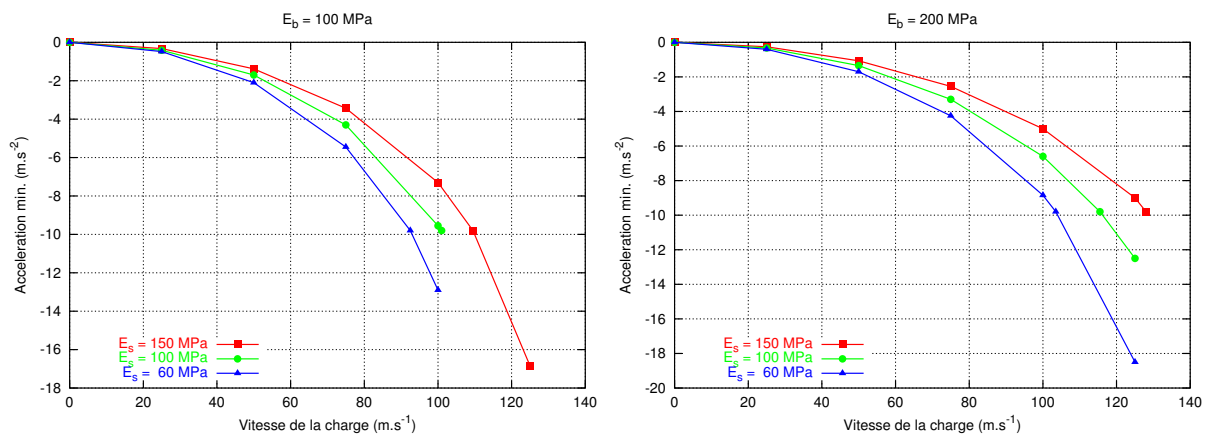 E_b = 100 MPa
0
-2
-4
-6
-8
-10
-12
-14
-16
-18
Acceleration min. (m.s^-2)
E_s = 150 MPa
E_s = 100 MPa
E_s = 60 MPa
0 20 40 60 80 100 120 140
Vitesse de la charge (m.s^-1)
E_b = 200 MPa
0
-2
-4
-6
-8
-10
-12
-14
-16
-18
-20
Acceleration min. (m.s^-2)
E_s = 150 MPa
E_s = 100 MPa
E_s = 60 MPa
0 20 40 60 80 100 120 140
Vitesse de la charge (m.s^-1)